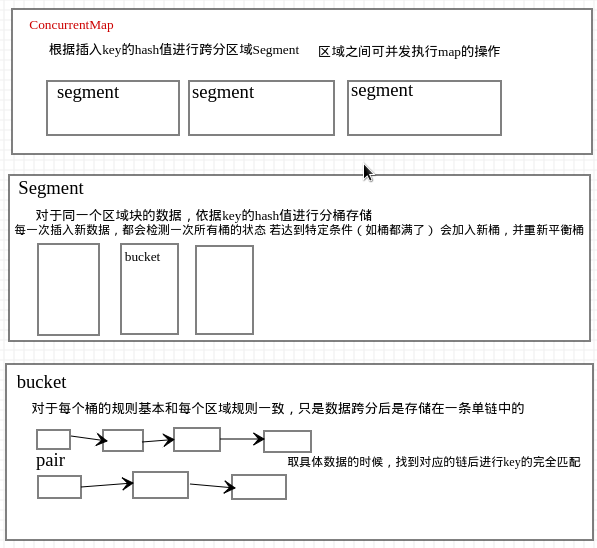 ConcurrentMap
根据插入key的hash值进行跨分区域Segment 区域之间可并发执行map的操作
segment segment segment
Segment
对于同一个区域块的数据，依据key的hash值进行分桶存储
每一次插入新数据，都会检测一次所有桶的状态 若达到特定条件（如桶都满了） 会加入新桶，并重新平衡桶
bucket
bucket
对于每个桶的规则基本和每个区域规则一致，只是数据跨分后是存储在一条单链中的
pair
取具体数据的时候，找到对应的链后进行key的完全匹配